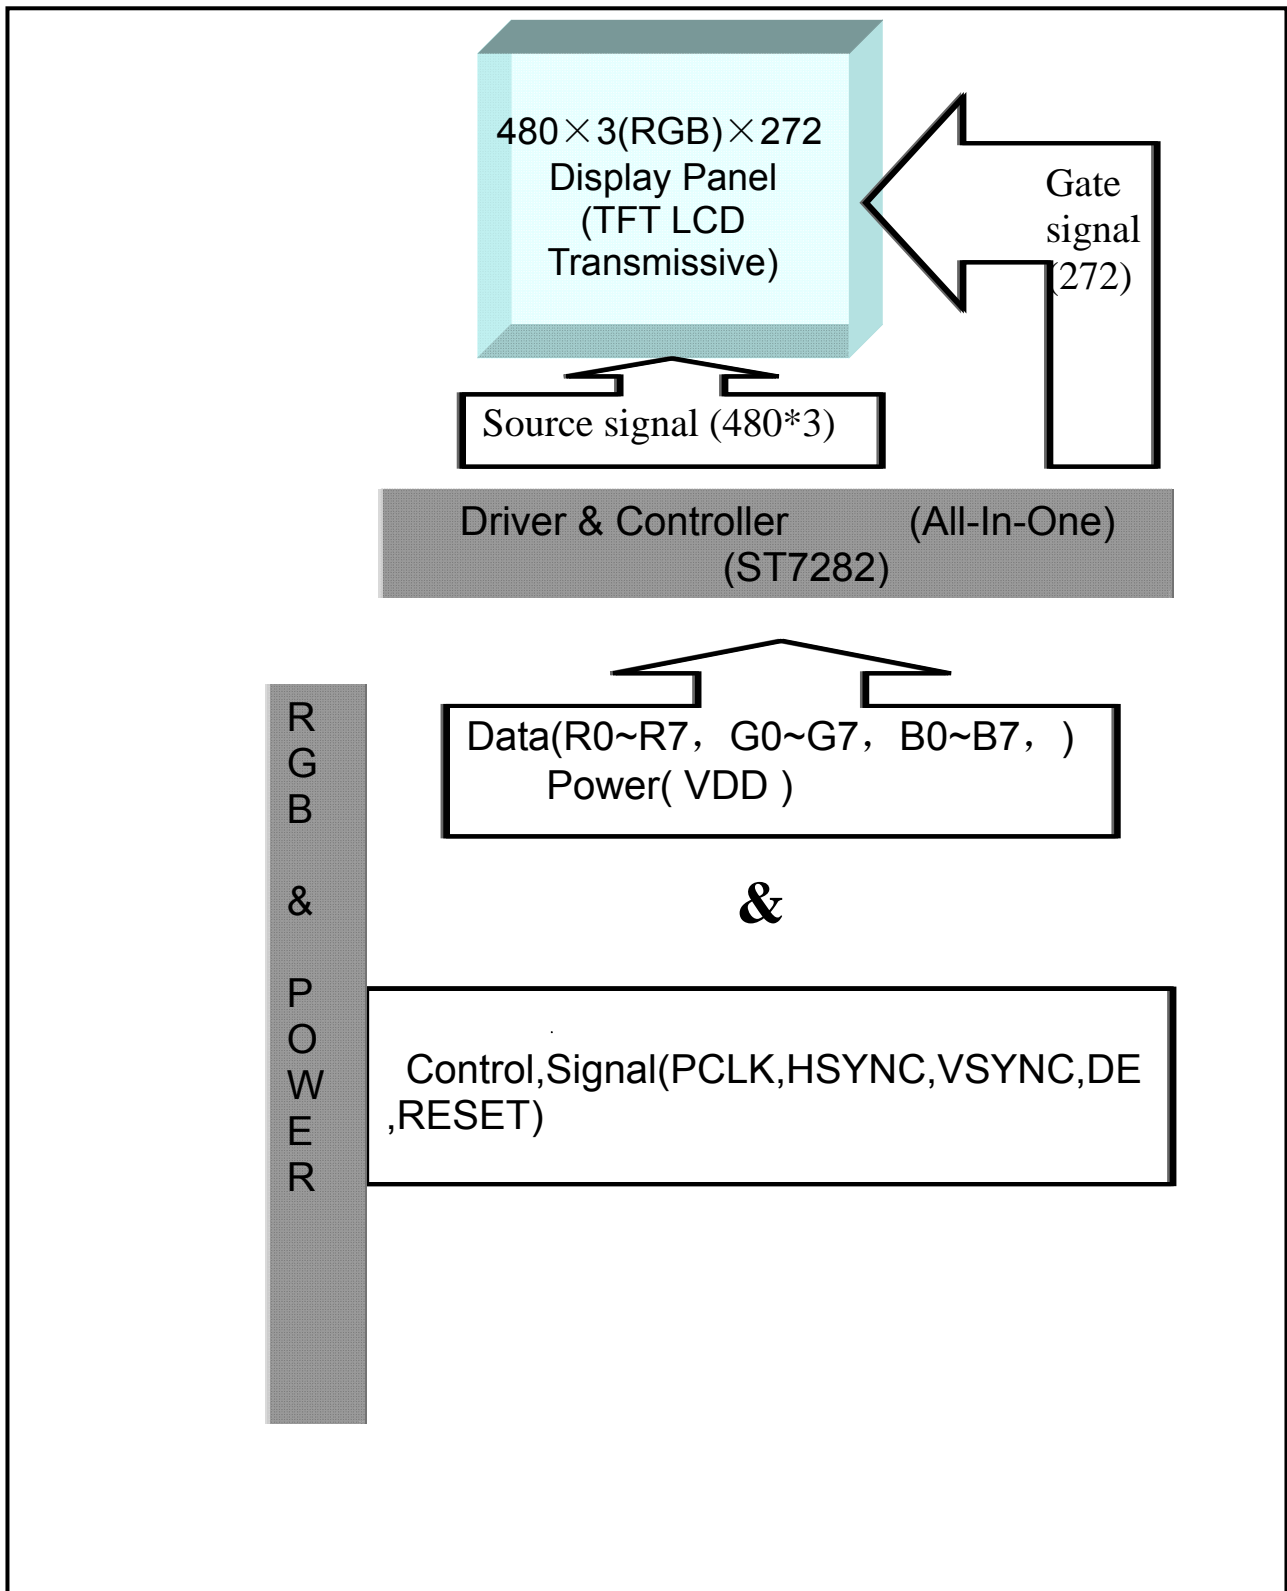 480×3(RGB)×272
Display Panel
(TFT LCD
Transmissive)
Gate
signal
(272)
Source signal (480*3)
Driver & Controller (All-In-One)
(ST7282)
R
G
B
&
P
O
W
E
R
Data(R0~R7，G0~G7，B0~B7，)
Power( VDD )
&
Control,Signal(PCLK,HSYNC,VSYNC,DE
,RESET)